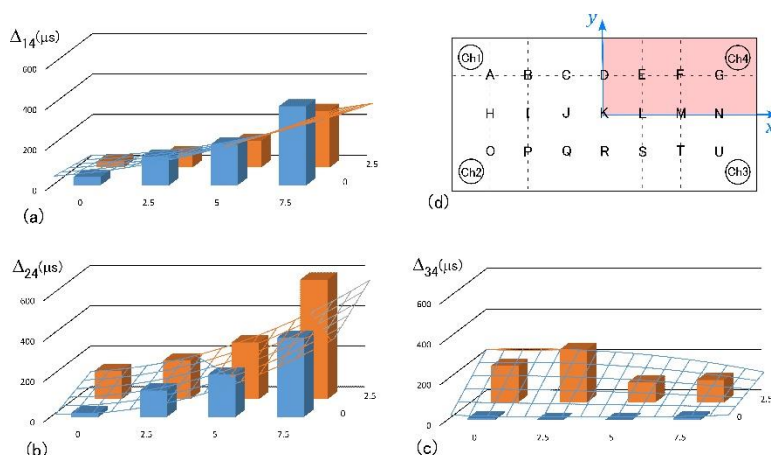 Δ14(μs)
600
400
200
0
0
2.5
5
7.5
0
2.5
(a)
y
Ch1
Ch4
A B C D E F G
H I J K L M N
x
O P Q R S T U
Ch2
Ch3
(d)
Δ24(μs)
600
400
200
0
0
2.5
5
7.5
0
2.5
(b)
Δ34(μs)
600
400
200
0
0
2.5
5
7.5
0
2.5
(c)